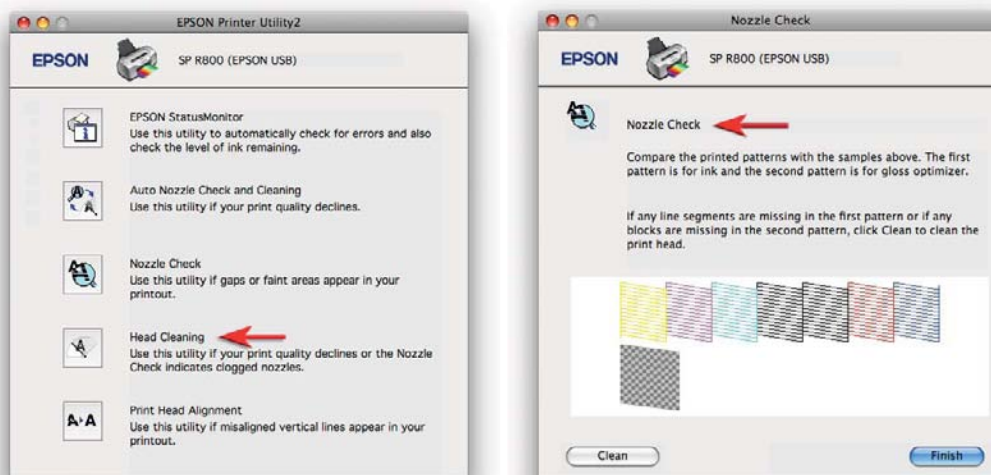 EPSON Printer Utility2
EPSON
SP R800 (EPSON USB)
EPSON StatusMonitor
Use this utility to automatically check for errors and also
check the level of ink remaining.
Auto Nozzle Check and Cleaning
Use this utility if your print quality declines.
Nozzle Check
Use this utility if gaps or faint areas appear in your
printout.
Head Cleaning
Use this utility if your print quality declines or the Nozzle
Check indicates clogged nozzles.
Print Head Alignment
Use this utility if misaligned vertical lines appear in your
printout.
Nozzle Check
EPSON
SP R800 (EPSON USB)
Nozzle Check
Compare the printed patterns with the samples above. The first
pattern is for ink and the second pattern is for gloss optimizer.
If any line segments are missing in the first pattern or if any
blocks are missing in the second pattern, click Clean to clean the
print head.
Clean
Finish